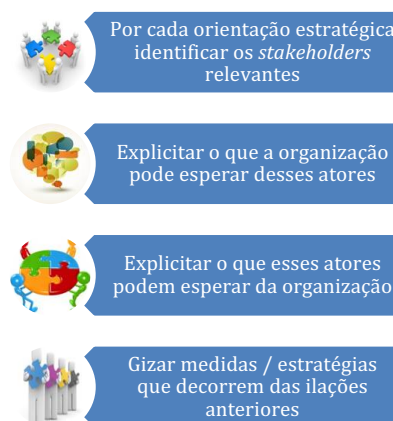 Por cada orientação estratégica
identificar os stakeholders
relevantes
Explicitar o que a organização
pode esperar desses atores
Explicitar o que esses atores
podem esperar da organização
Gizar medidas / estratégias
que decorrem das ilações
anteriores